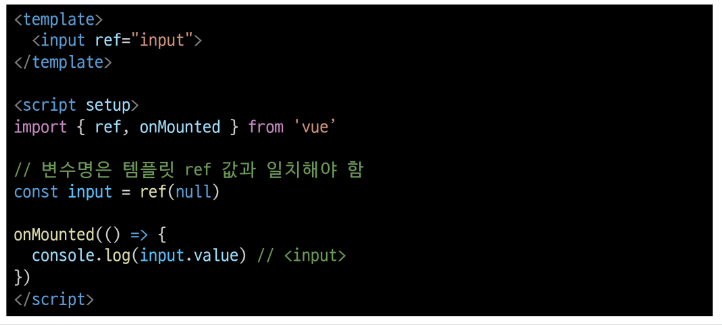 <template>
  <input ref="input">
</template>

<script setup>
import { ref, onMounted } from 'vue’

// 변수명은 템플릿 ref 값과 일치해야 함
const input = ref(null)

onMounted(() => {
  console.log(input.value) // <input>
})
</script>